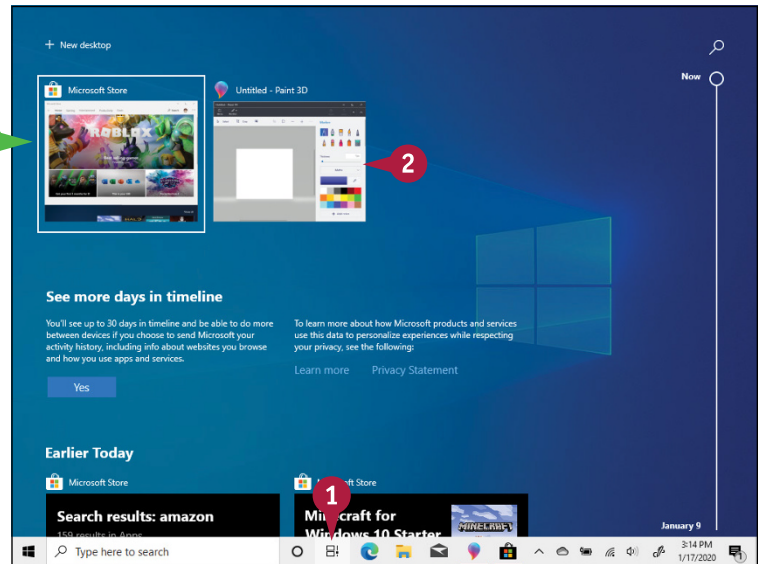 + New desktop
Now
Microsoft Store
Untitled - Paint 3D
ROBLOX
2
See more days in timeline
You'll see up to 30 days in timeline and be able to do more
between devices if you choose to send Microsoft your
activity history, including info about websites you browse
and how you use apps and services.
To learn more about how Microsoft products and services
use this data to personalize experiences while respecting
your privacy, see the following:
Learn more Privacy Statement
Yes
Earlier Today
Microsoft Store
ft Store
1
Search results: amazon
159 results in Apps
Minecraft for
Windows 10 Starter
MINECRAFT
January 9
Type here to search
3:14 PM
1/17/2020
1